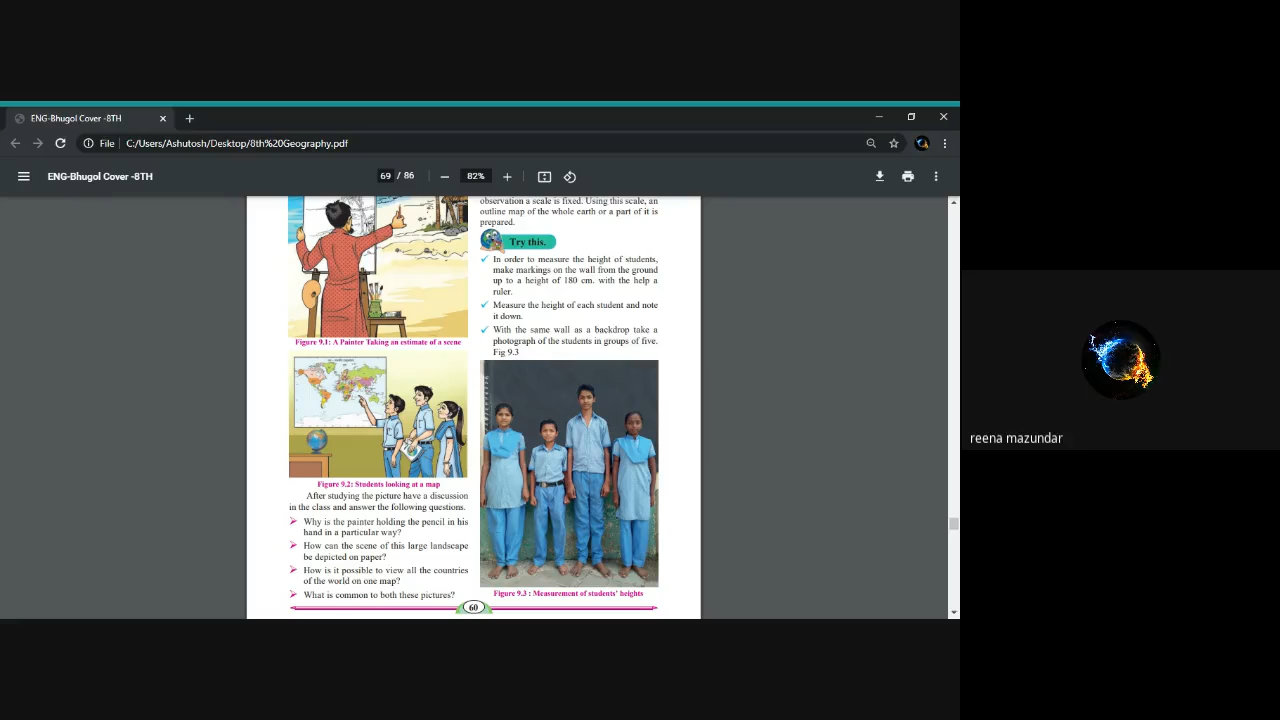 ENG-Bhugol Cover -8TH
File
C:/Users/Ashutosh/Desktop/8th%20Geography.pdf
ENG-Bhugol Cover -8TH
69 / 86
82%
Figure 9.1: A Painter Taking an estimate of a scene
Figure 9.2: Students looking at a map
After studying the picture have a discussion
in the class and answer the following questions.
Why is the painter holding the pencil in his
hand in a particular way?
How can the scene of this large landscape
be depicted on paper?
How is it possible to view all the countries
of the world on one map?
What is common to both these pictures?
observation a scale is fixed. Using this scale, an
outline map of the whole earth or a part of it is
prepared.
Try this.
In order to measure the height of students,
make markings on the wall from the ground
up to a height of 180 cm. with the help a
ruler.
Measure the height of each student and note
it down.
With the same wall as a backdrop take a
photograph of the students in groups of five.
Fig 9.3
Figure 9.3 : Measurement of students' heights
60
reena mazundar